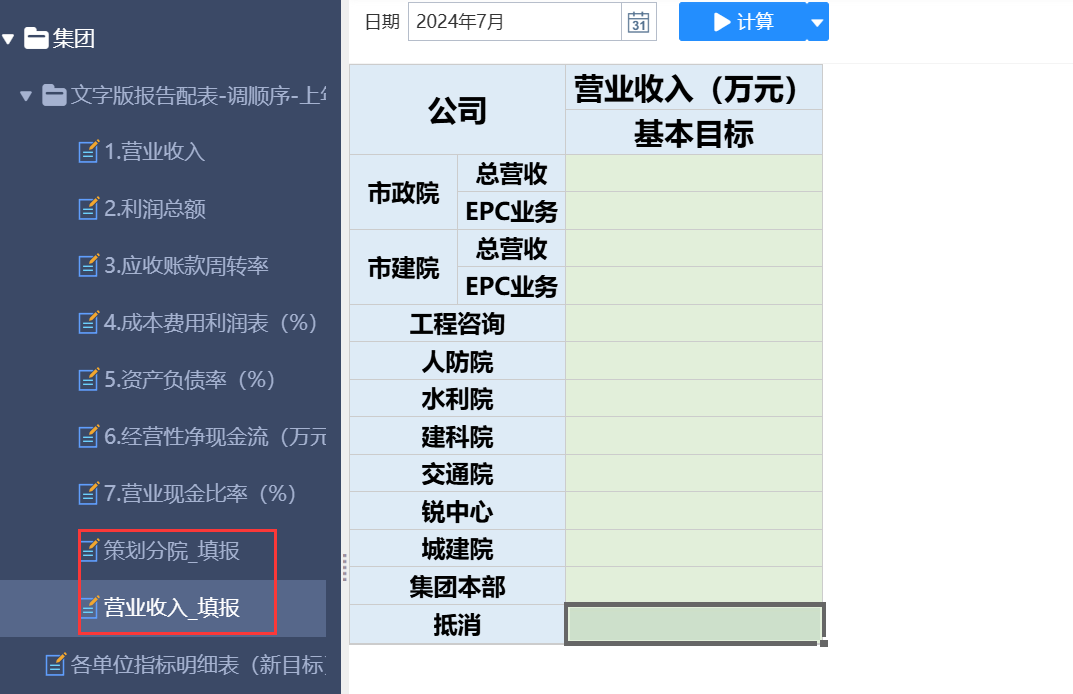 集团
文字版报告配表-调顺序-上年
1.营业收入
2.利润总额
3.应收账款周转率
4.成本费用利润表（%）
5.资产负债率（%）
6.经营性净现金流（万元
7.营业现金比率（%）
策划分院_填报
营业收入_填报
各单位指标明细表（新目标）
日期 2024年7月 31 计算
公司 营业收入（万元）
基本目标
市政院 总营收
EPC业务
市建院 总营收
EPC业务
工程咨询
人防院
水利院
建科院
交通院
锐中心
城建院
集团本部
抵消